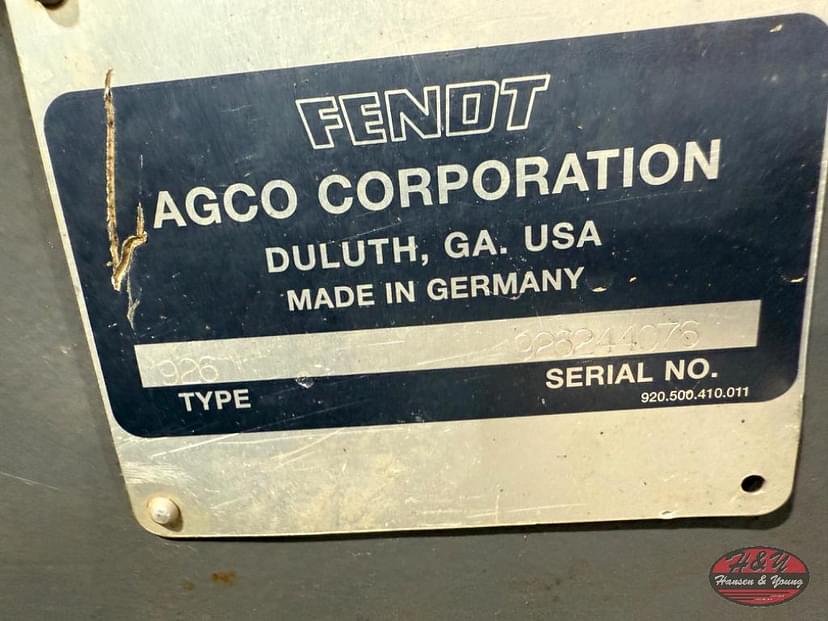 FENDT
AGCO CORPORATION
DULUTH, GA. USA
MADE IN GERMANY
926 926244076
TYPE SERIAL NO.
920.500.410.011
H&Y
Hansen & Young